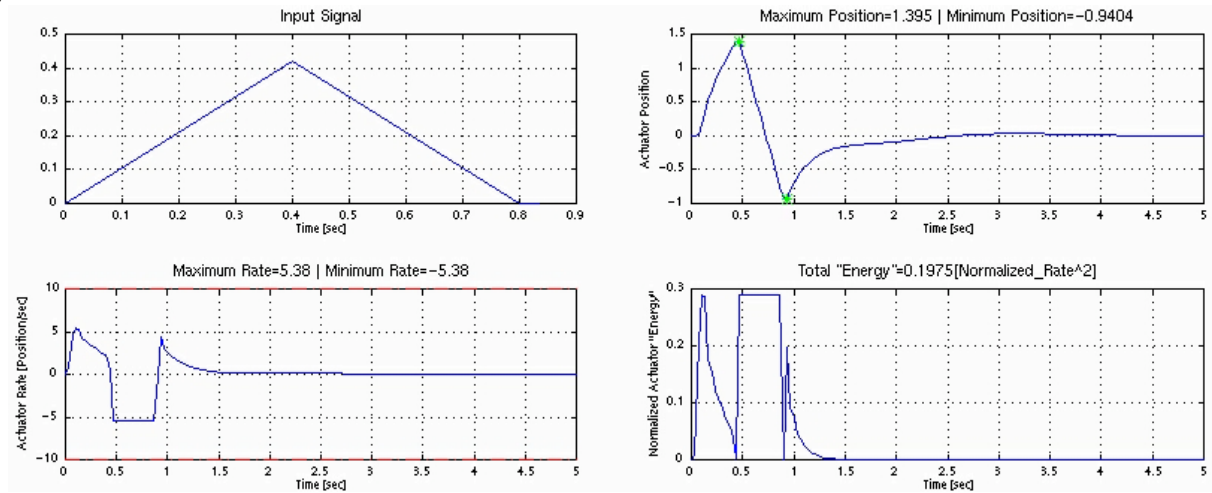 Input Signal
0.5
0.4
0.3
0.2
0.1
0
0 0.1 0.2 0.3 0.4 0.5 0.6 0.7 0.8 0.9
Time [sec]
Maximum Position=1.395 | Minimum Position=−0.9404
Actuator Position
1.5
1
0.5
0
−0.5
−1
0 0.5 1 1.5 2 2.5 3 3.5 4 4.5 5
Time [sec]
Maximum Rate=5.38 | Minimum Rate=−5.38
Actuator Rate [Position/sec]
10
5
0
−5
−10
0 0.5 1 1.5 2 2.5 3 3.5 4 4.5 5
Time [sec]
Total "Energy"=0.1975[Normalized_Rate^2]
Normalized Actuator "Energy"
0.3
0.2
0.1
0
0 0.5 1 1.5 2 2.5 3 3.5 4 4.5 5
Time [sec]